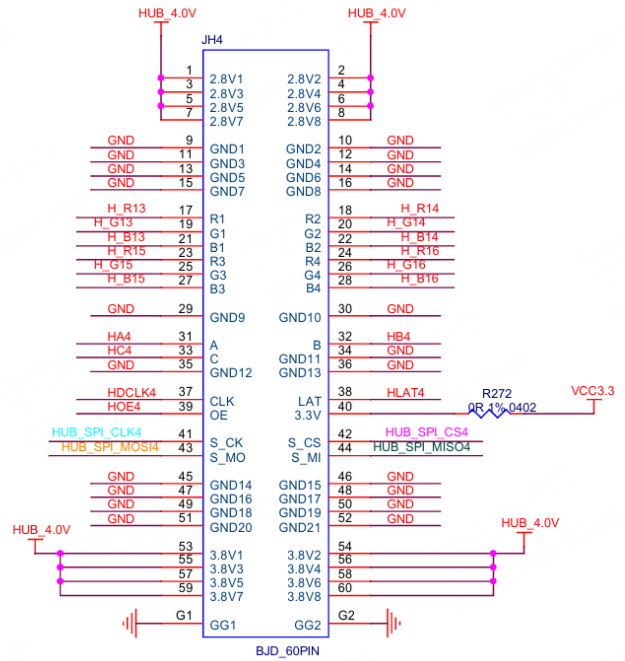 HUB_4.0V HUB_4.0V
JH4
1 2.8V1 2.8V2 2
3 2.8V3 2.8V4 4
5 2.8V5 2.8V6 6
7 2.8V7 2.8V8 8
GND 9 GND1 GND2 10 GND
GND 11 GND3 GND4 12 GND
GND 13 GND5 GND6 14 GND
GND 15 GND7 GND8 16 GND
H_R13 17 R1 R2 18 H_R14
H_G13 19 G1 G2 20 H_G14
H_B13 21 B1 B2 22 H_B14
H_R15 23 R3 R4 24 H_R16
H_G15 25 G3 G4 26 H_G16
H_B15 27 B3 B4 28 H_B16
GND 29 GND9 GND10 30 GND
HA4 31 A B 32 HB4
HC4 33 C GND11 34 GND
GND 35 GND12 GND13 36 GND
HDCLK4 37 CLK LAT 38 HLAT4
HOE4 39 OE 3.3V 40 R272 0R 1% 0402 VCC3.3
HUB_SPI_CLK4 41 S_CK S_CS 42 HUB_SPI_CS4
HUB_SPI_MOSI4 43 S_MO S_MI 44 HUB_SPI_MISO4
GND 45 GND14 GND15 46 GND
GND 47 GND16 GND17 48 GND
GND 49 GND18 GND19 50 GND
GND 51 GND20 GND21 52 GND
HUB_4.0V HUB_4.0V
53 3.8V1 3.8V2 54
55 3.8V3 3.8V4 56
57 3.8V5 3.8V6 58
59 3.8V7 3.8V8 60
G1 GG1 GG2 G2
BJD_60PIN